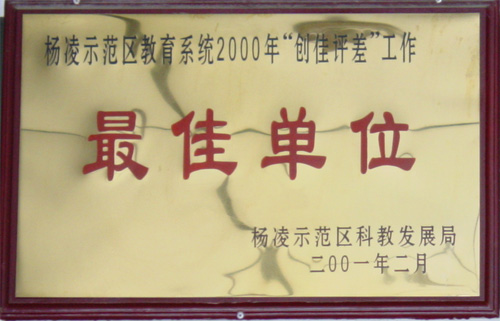 杨凌示范区教育系统2000年“创佳评差”工作
最佳单位
杨凌示范区科教发展局
二00一年二月